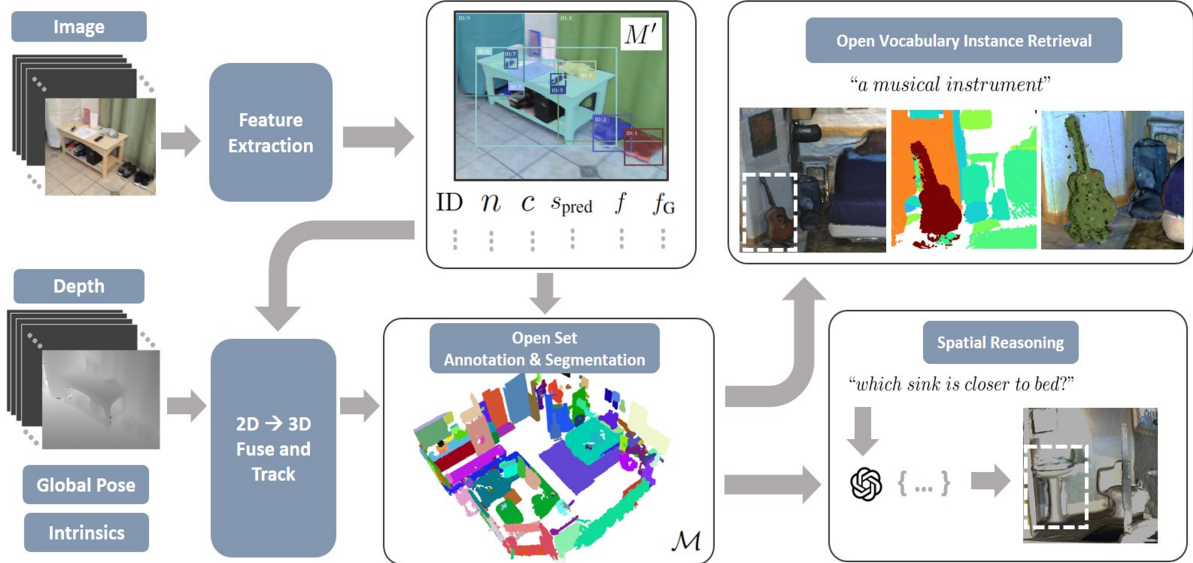 Image
Feature
Extraction
M′
ID n c s_pred f f_G
Depth
Global Pose
Intrinsics
2D → 3D
Fuse and
Track
Open Set
Annotation & Segmentation
M
Open Vocabulary Instance Retrieval
“a musical instrument”
Spatial Reasoning
“which sink is closer to bed?”
{ ... }